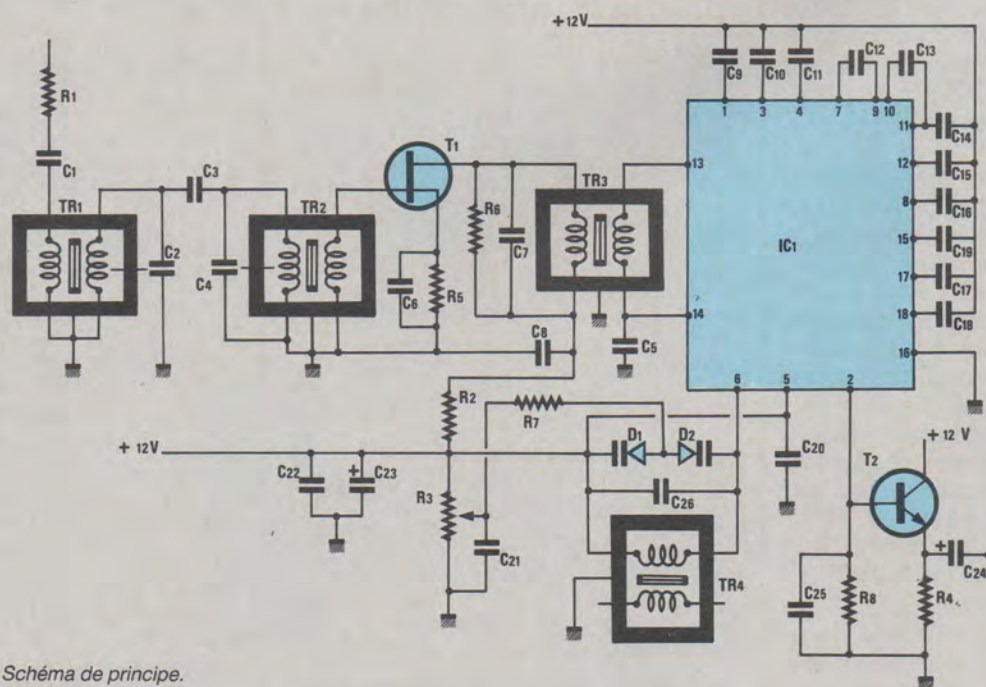 +12V
C9
C10
C11
C12
C13
R1
C1
1
3
4
7
9
10
11
C14
T1
C3
13
12
C15
TR1
C2
TR2
R6
C7
TR3
8
C16
IC1
15
C19
C4
C6
R5
17
C17
14
18
C18
C8
C5
16
6
5
2
R2
R7
+ 12V
D1
D2
C20
+ 12 V
T2
C22
+
C23
R3
C26
C21
TR4
+
C24
C25
R8
R4
Schéma de principe.